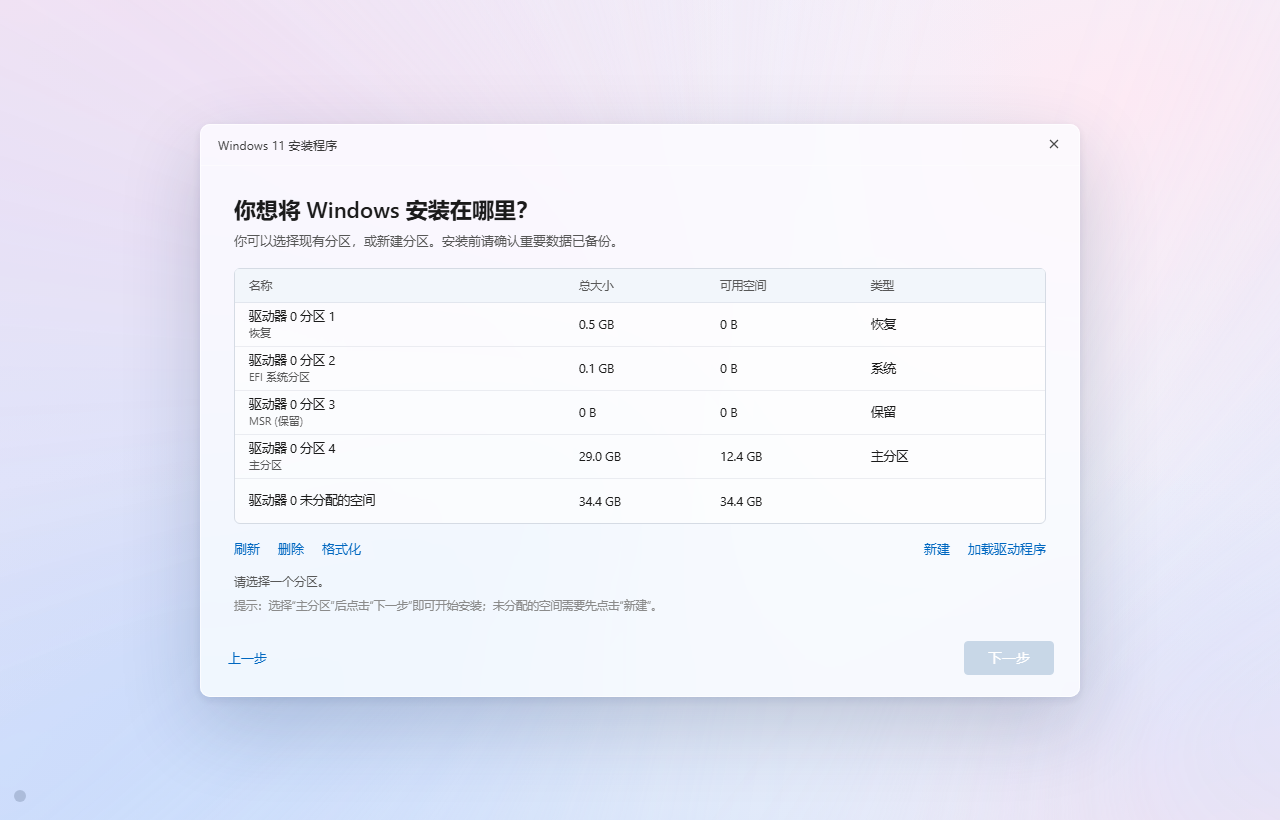 Windows 11 安装程序
你想将 Windows 安装在哪里?
你可以选择现有分区，或新建分区。安装前请确认重要数据已备份。
名称 总大小 可用空间 类型
驱动器 0 分区 1
恢复
0.5 GB 0 B 恢复
驱动器 0 分区 2
EFI 系统分区
0.1 GB 0 B 系统
驱动器 0 分区 3
MSR (保留)
0 B 0 B 保留
驱动器 0 分区 4
主分区
29.0 GB 12.4 GB 主分区
驱动器 0 未分配的空间 34.4 GB 34.4 GB
刷新 删除 格式化 新建 加载驱动程序
请选择一个分区。
提示：选择“主分区”后点击“下一步”即可开始安装；未分配的空间需要先点击“新建”。
上一步 下一步